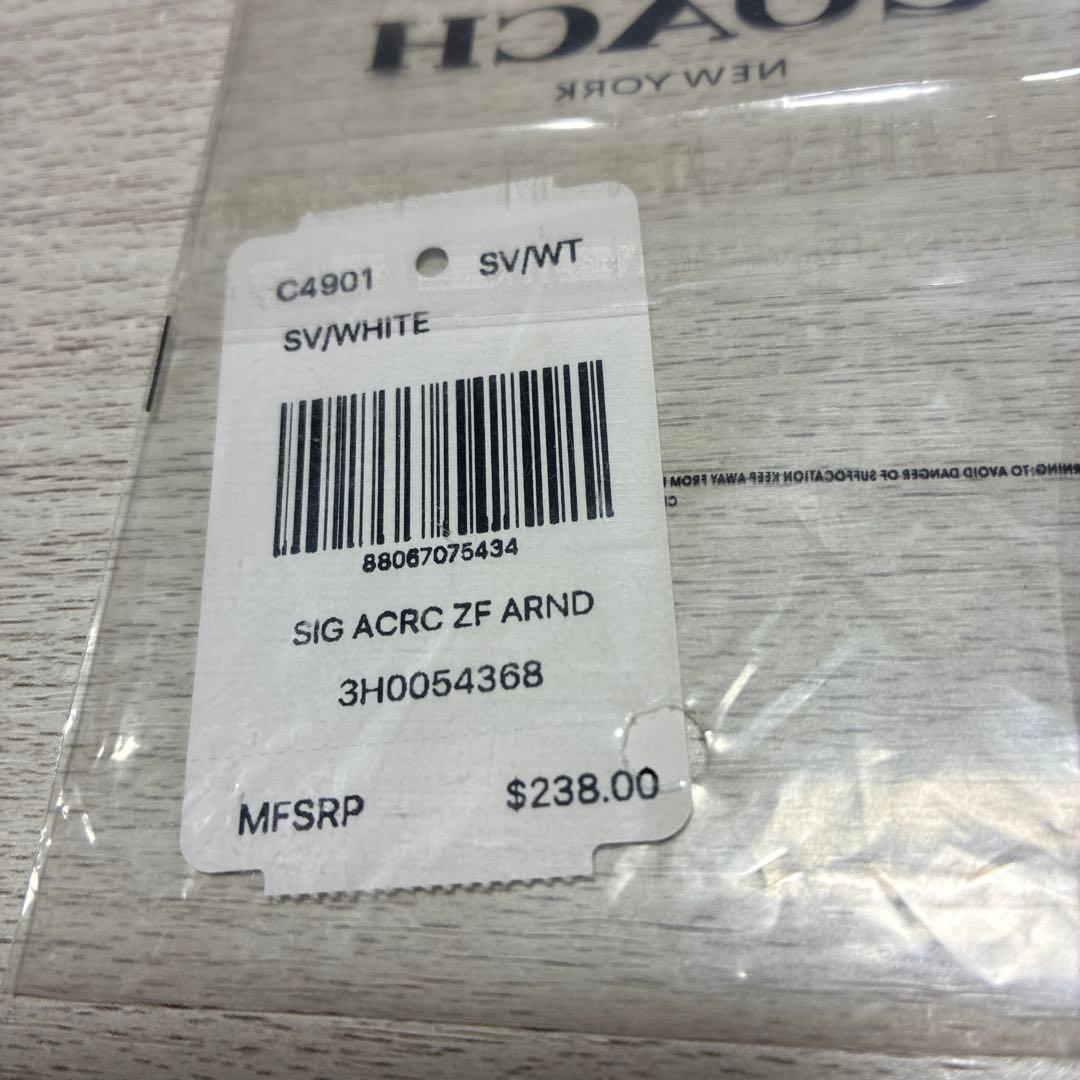 COACH
NEW YORK
C4901 SV/WT
SV/WHITE
88067075434
SIG ACRC ZF ARND
3H0054368
MFSRP $238.00
TO AVOID DANGER OF SUFFOCATION KEEP AWAY FROM